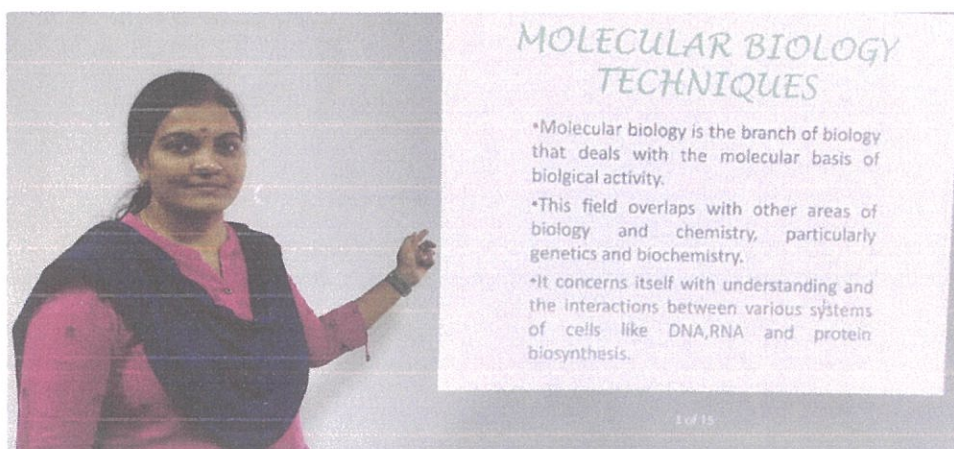 MOLECULAR BIOLOGY
TECHNIQUES
•Molecular biology is the branch of biology
that deals with the molecular basis of
biolgical activity.
•This field overlaps with other areas of
biology and chemistry, particularly
genetics and biochemistry.
•It concerns itself with understanding and
the interactions between various systems
of cells like DNA,RNA and protein
biosynthesis.
1 of 15